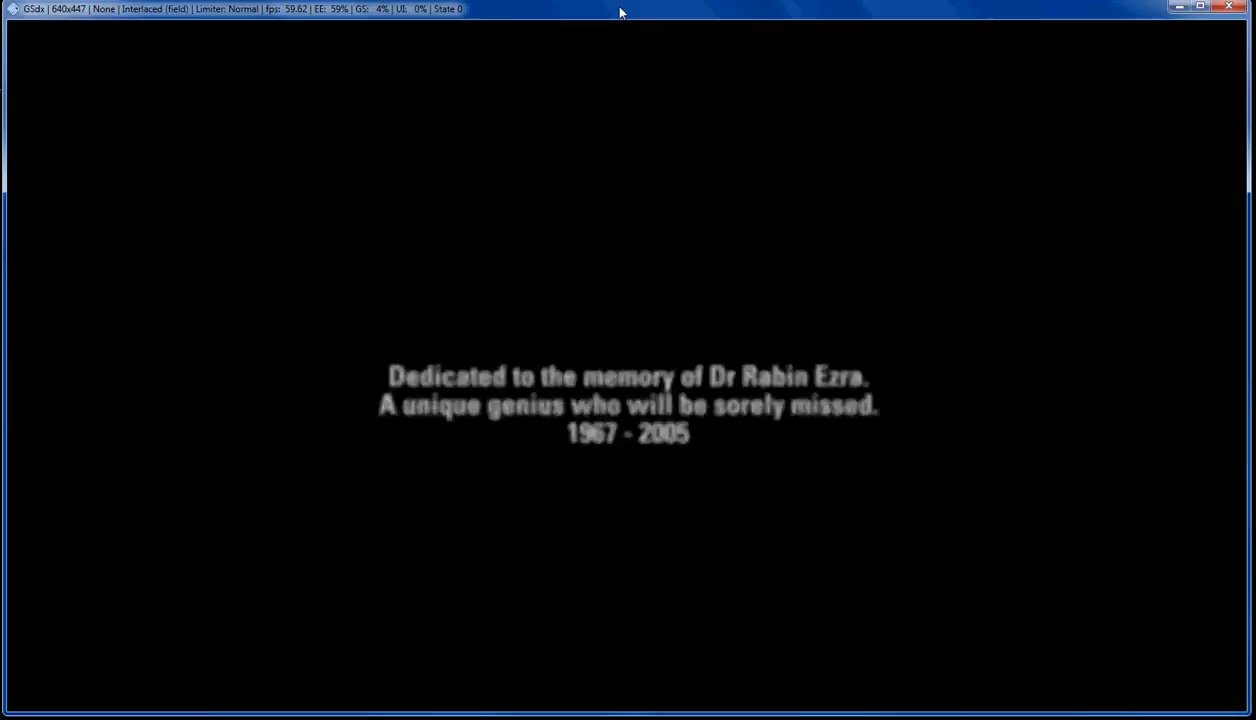 GSdx | 640x447 | None | Interlaced (field) | Limiter: Normal | fps: 59.62 | EE: 59% | GS: 4% | UI: 0% | State 0
Dedicated to the memory of Dr Rabin Ezra.
A unique genius who will be sorely missed.
1967 - 2005